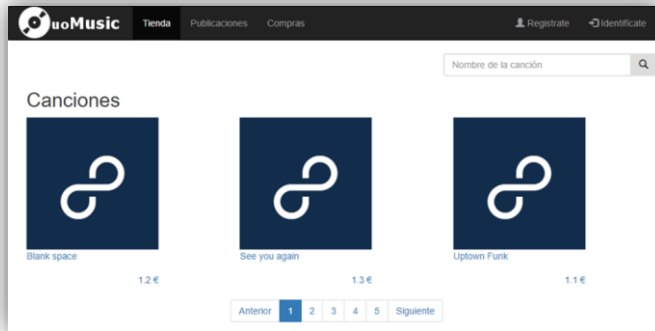 uoMusic Tienda Publicaciones Compras Registrate Identifícate
Nombre de la canción
Canciones
Blank space See you again Uptown Funk
1.2 € 1.3 € 1.1 €
Anterior 1 2 3 4 5 Siguiente